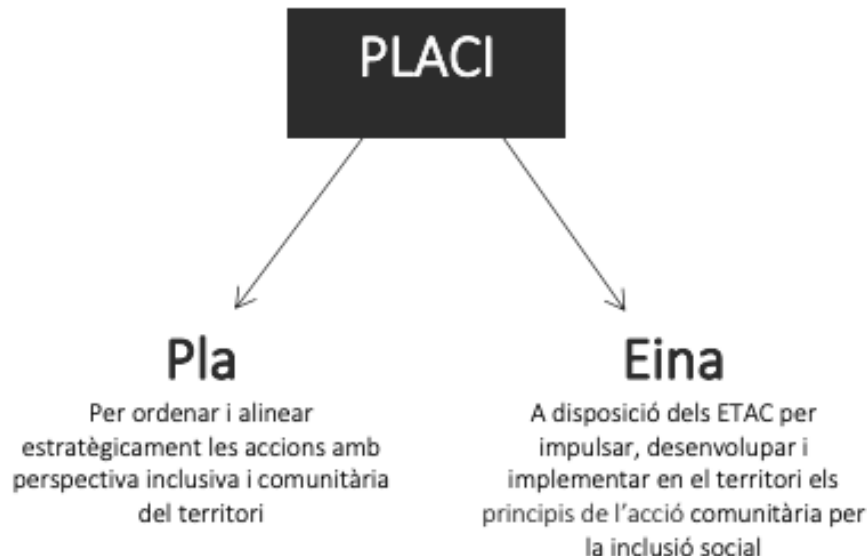 PLACI
Pla
Per ordenar i alinear
estratègicament les accions amb
perspectiva inclusiva i comunitària
del territori
Eina
A disposició dels ETAC per
impulsar, desenvolupar i
implementar en el territori els
principis de l'acció comunitària per
la inclusió social